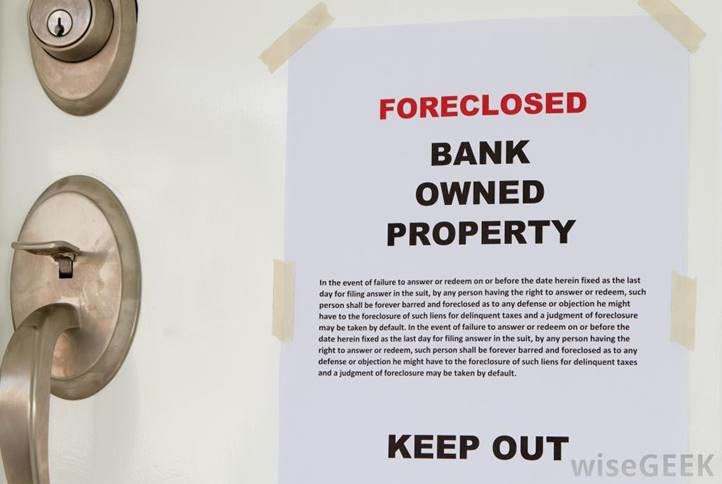 FORECLOSED
BANK
OWNED
PROPERTY
In the event of failure to answer or redeem on or before the date herein fixed as the last
day for filing answer in the suit, by any person having the right to answer or redeem, such
person shall be forever barred and foreclosed as to any defense or objection he might
have to the foreclosure of such liens for delinquent taxes and a judgment of foreclosure
may be taken by default. In the event of failure to answer or redeem on or before the
date herein fixed as the last day for filing answer in the suit, by any person having the
right to answer or redeem, such person shall be forever barred and foreclosed as to any
defense or objection he might have to the foreclosure of such liens for delinquent taxes
and a judgment of foreclosure may be taken by default.
KEEP OUT
wiseGEEK